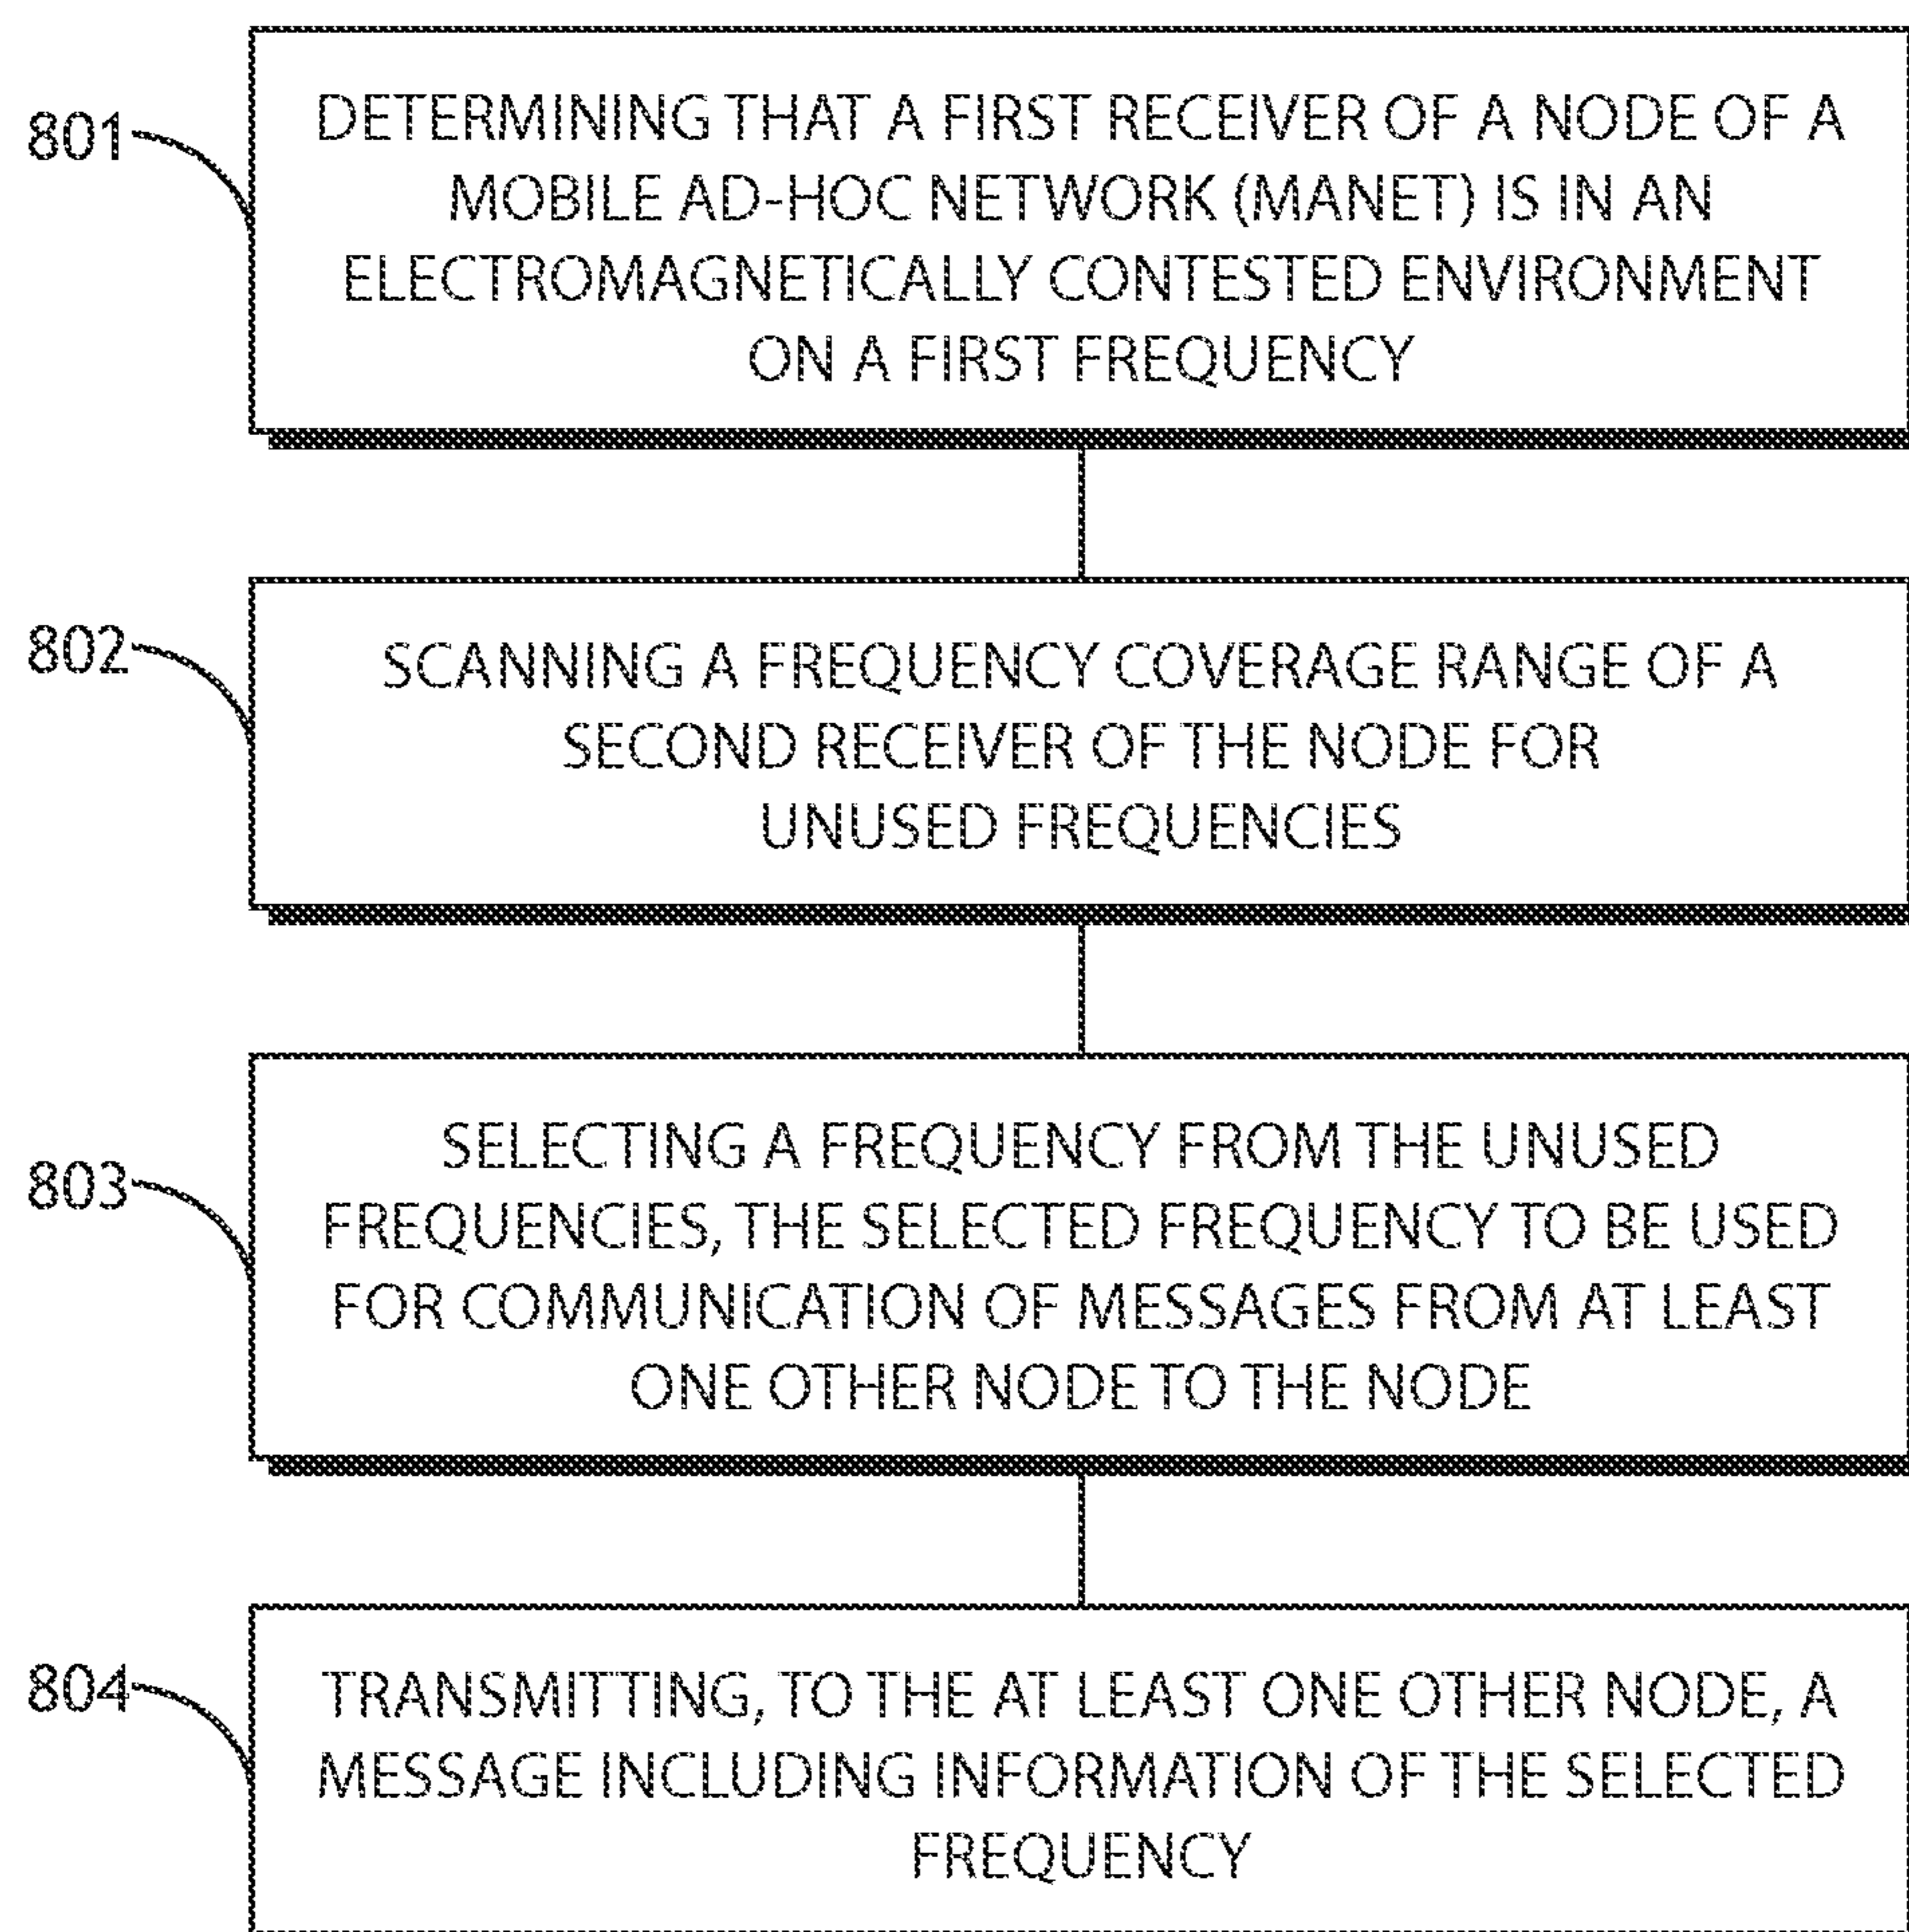 801
DETERMINING THAT A FIRST RECEIVER OF A NODE OF A
MOBILE AD-HOC NETWORK (MANET) IS IN AN
ELECTROMAGNETICALLY CONTESTED ENVIRONMENT
ON A FIRST FREQUENCY
802
SCANNING A FREQUENCY COVERAGE RANGE OF A
SECOND RECEIVER OF THE NODE FOR
UNUSED FREQUENCIES
803
SELECTING A FREQUENCY FROM THE UNUSED
FREQUENCIES, THE SELECTED FREQUENCY TO BE USED
FOR COMMUNICATION OF MESSAGES FROM AT LEAST
ONE OTHER NODE TO THE NODE
804
TRANSMITTING, TO THE AT LEAST ONE OTHER NODE, A
MESSAGE INCLUDING INFORMATION OF THE SELECTED
FREQUENCY